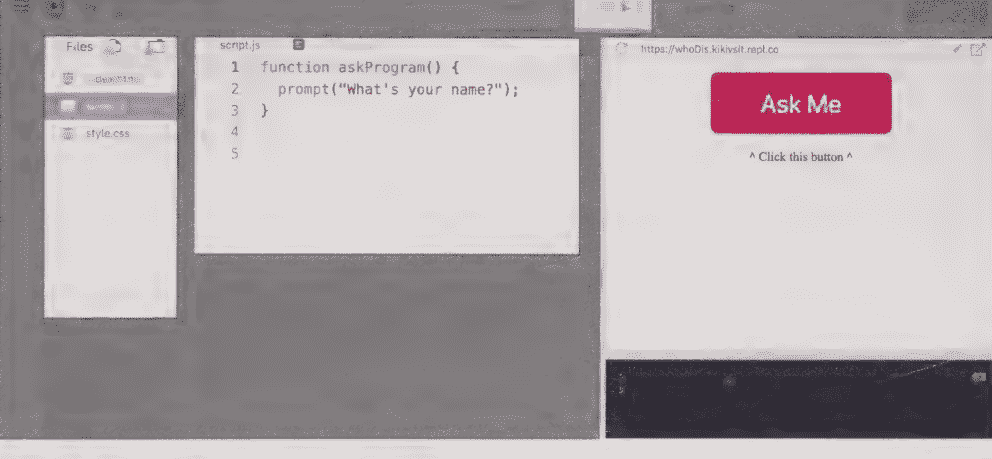 Files
style.css
script.js
1 function askProgram() {
2 prompt("What's your name?");
3 }
4
5
https://whoDis.kikivsit.repl.co
Ask Me
^ Click this button ^